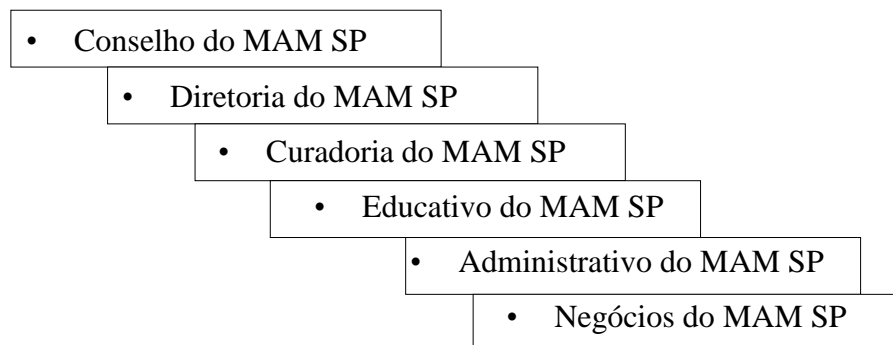 • Conselho do MAM SP
• Diretoria do MAM SP
• Curadoria do MAM SP
• Educativo do MAM SP
• Administrativo do MAM SP
• Negócios do MAM SP